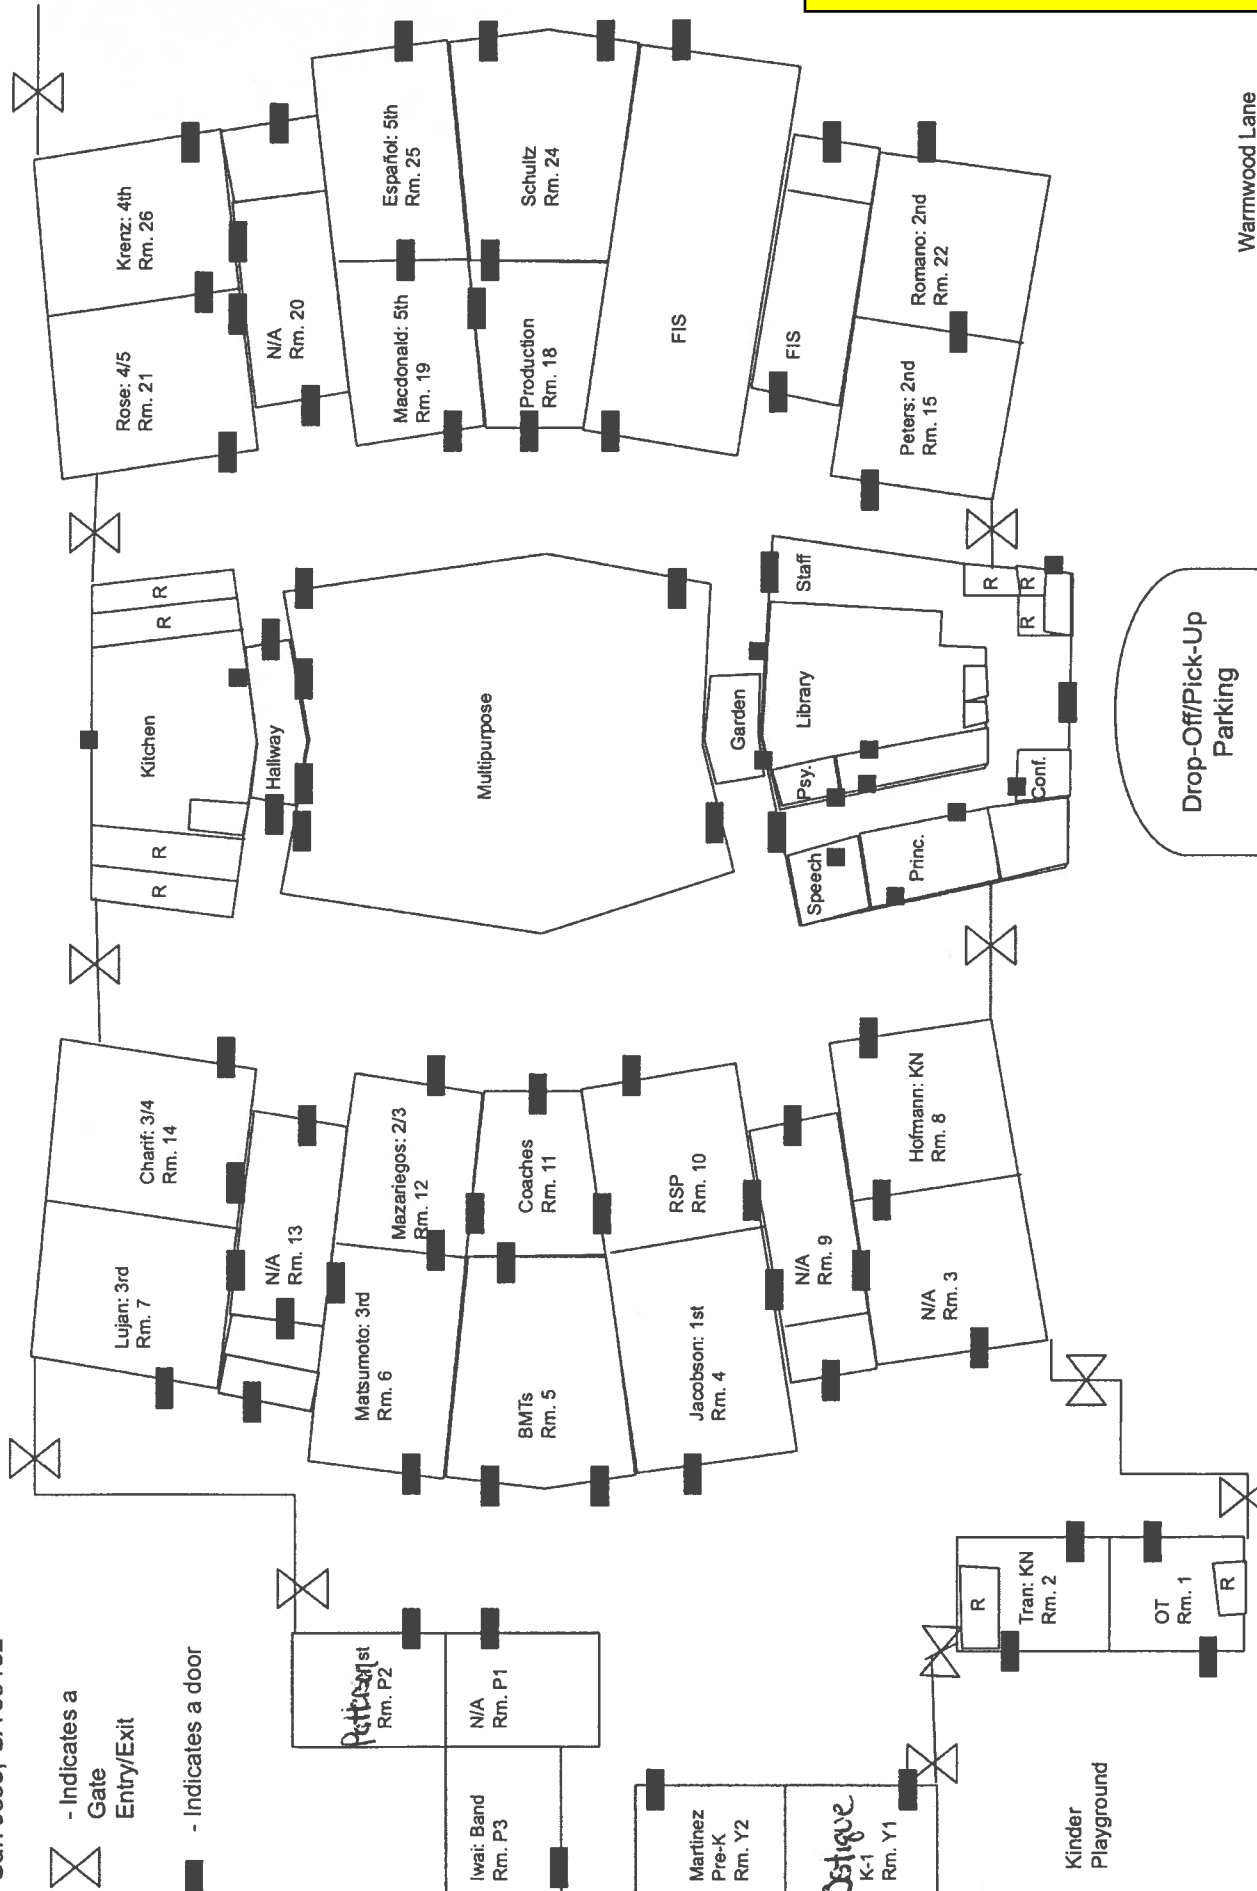 - Indicates a
Gate
Entry/Exit
- Indicates a door
Krenz: 4th
Rm. 26
Rose: 4/5
Rm. 21
N/A
Rm. 20
Español: 5th
Rm. 25
Macdonald: 5th
Rm. 19
Schultz
Rm. 24
Production
Rm. 18
FIS
FIS
Romano: 2nd
Rm. 22
Peters: 2nd
Rm. 15
Warmwood Lane
R
R
Kitchen
R
R
Hallway
Multipurpose
Garden
Staff
Library
Psy.
Speech
Princ.
Conf.
R
R
R
Drop-Off/Pick-Up
Parking
Charif: 3/4
Rm. 14
Lujan: 3rd
Rm. 7
N/A
Rm. 13
Mazariegos: 2/3
Rm. 12
Matsumoto: 3rd
Rm. 6
Coaches
Rm. 11
BMTs
Rm. 5
RSP
Rm. 10
Jacobson: 1st
Rm. 4
N/A
Rm. 9
Hofmann: KN
Rm. 8
N/A
Rm. 3
R
Tran: KN
Rm. 2
OT
Rm. 1
R
1st
Rm. P2
N/A
Rm. P1
Iwai: Band
Rm. P3
Martinez
Pre-K
Rm. Y2
K-1
Rm. Y1
Kinder
Playground